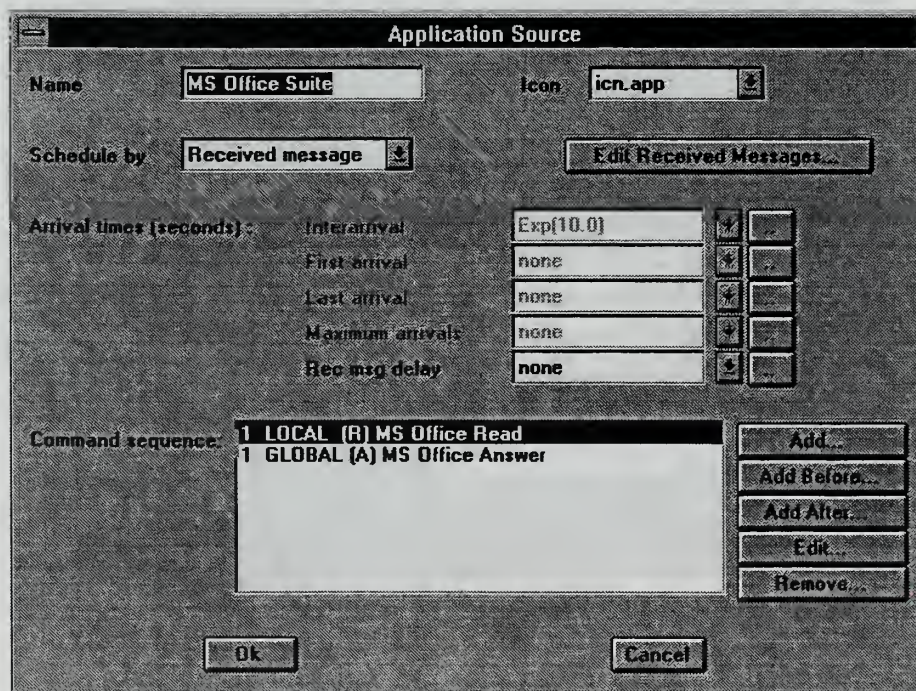 Application Source
Name MS Office Suite Icon icn.app
Schedule by Received message Edit Received Messages...
Arrival times (seconds) : Interarrival Exp(10.0) ..
First arrival none ..
Last arrival none ..
Maximum arrivals none ..
Rec msg delay none ..
Command sequence: 1 LOCAL (R) MS Office Read
1 GLOBAL (A) MS Office Answer
Add...
Add Before...
Add After...
Edit...
Remove...
Ok Cancel